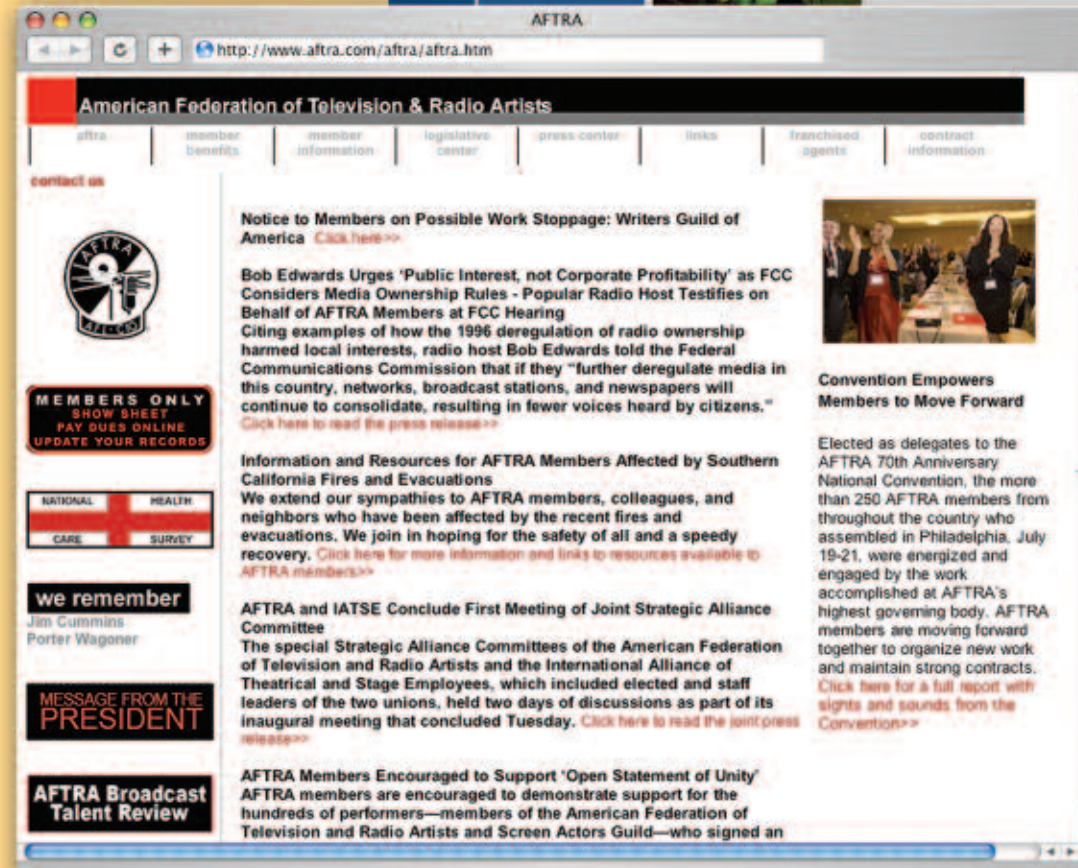 AFTRA
http://www.aftra.com/aftra/aftra.htm
American Federation of Television & Radio Artists
aftra
member benefits
member information
legislative center
press center
links
franchised agents
contract information
contact us
AFTRA
AFL-CIO
MEMBERS ONLY
SHOW SHEET
PAY DUES ONLINE
UPDATE YOUR RECORDS
NATIONAL HEALTH
CARE SURVEY
we remember
Jim Cummins
Porter Wagoner
MESSAGE FROM THE
PRESIDENT
AFTRA Broadcast
Talent Review
Notice to Members on Possible Work Stoppage: Writers Guild of
America Click here>>
Bob Edwards Urges ‘Public Interest, not Corporate Profitability’ as FCC
Considers Media Ownership Rules - Popular Radio Host Testifies on
Behalf of AFTRA Members at FCC Hearing
Citing examples of how the 1996 deregulation of radio ownership
harmed local interests, radio host Bob Edwards told the Federal
Communications Commission that if they “further deregulate media in
this country, networks, broadcast stations, and newspapers will
continue to consolidate, resulting in fewer voices heard by citizens.”
Click here to read the press release>>
Information and Resources for AFTRA Members Affected by Southern
California Fires and Evacuations
We extend our sympathies to AFTRA members, colleagues, and
neighbors who have been affected by the recent fires and
evacuations. We join in hoping for the safety of all and a speedy
recovery. Click here for more information and links to resources available to
AFTRA members>>
AFTRA and IATSE Conclude First Meeting of Joint Strategic Alliance
Committee
The special Strategic Alliance Committees of the American Federation
of Television and Radio Artists and the International Alliance of
Theatrical and Stage Employees, which included elected and staff
leaders of the two unions, held two days of discussions as part of its
inaugural meeting that concluded Tuesday. Click here to read the joint press
release>>
AFTRA Members Encouraged to Support ‘Open Statement of Unity’
AFTRA members are encouraged to demonstrate support for the
hundreds of performers—members of the American Federation of
Television and Radio Artists and Screen Actors Guild—who signed an
Convention Empowers
Members to Move Forward
Elected as delegates to the
AFTRA 70th Anniversary
National Convention, the more
than 250 AFTRA members from
throughout the country who
assembled in Philadelphia, July
19-21, were energized and
engaged by the work
accomplished at AFTRA's
highest governing body. AFTRA
members are moving forward
together to organize new work
and maintain strong contracts.
Click here for a full report with
sights and sounds from the
Convention>>